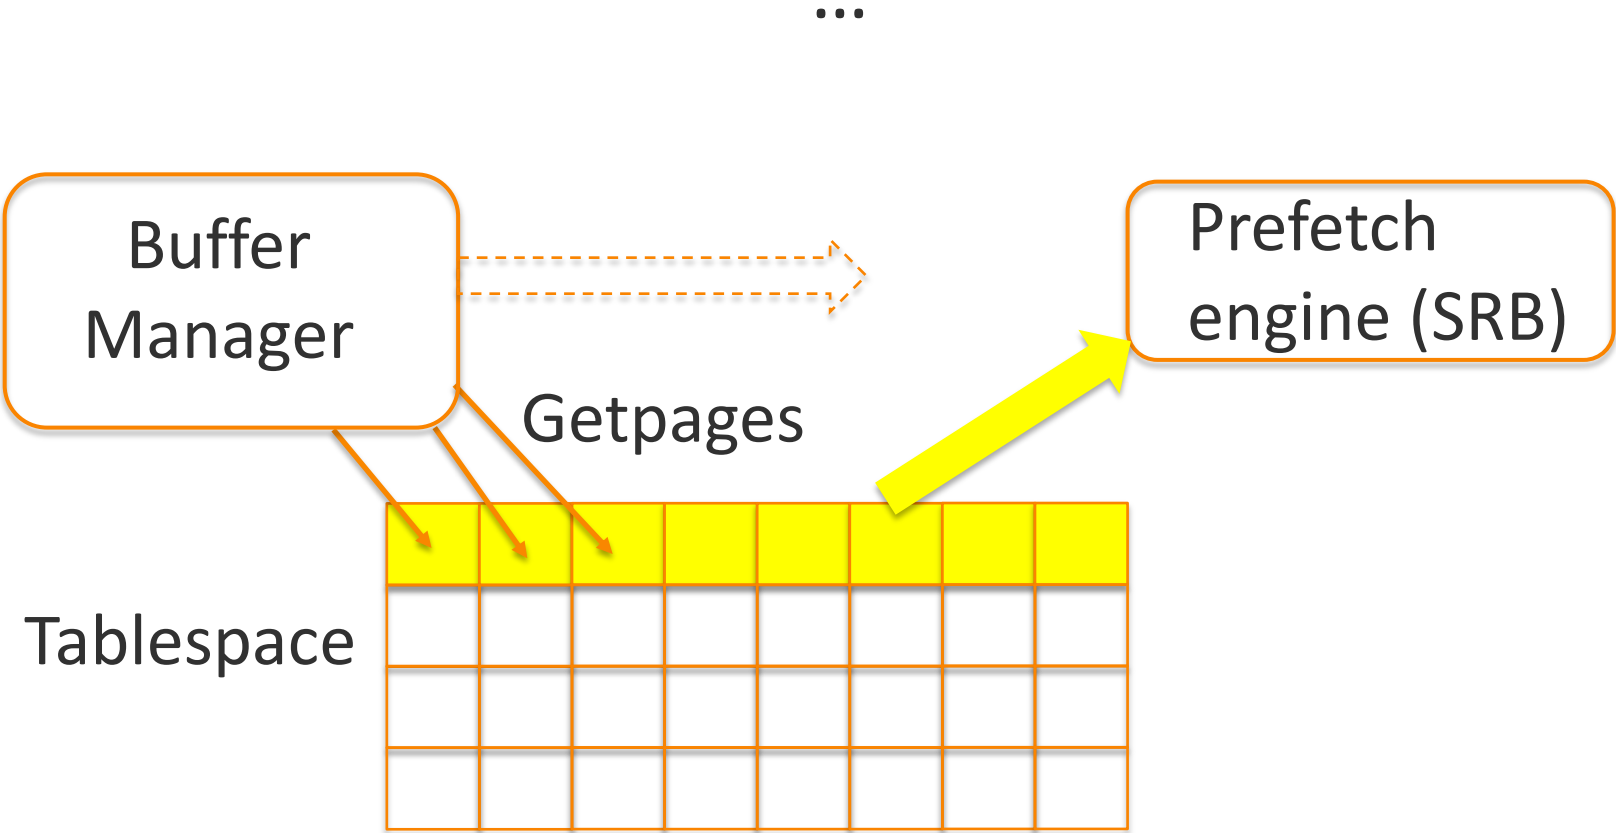 ...
Buffer
Manager
Prefetch
engine (SRB)
Getpages
Tablespace